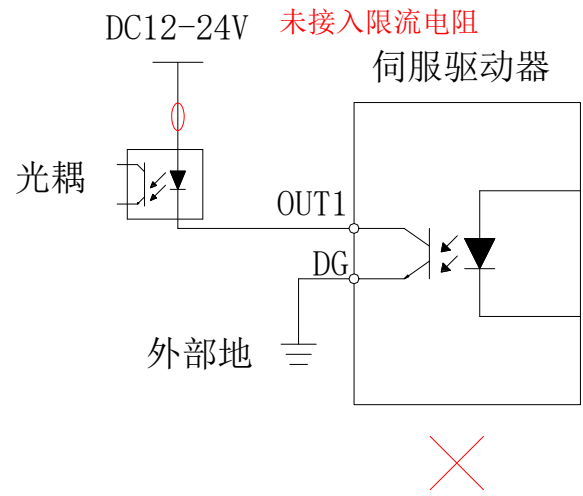 DC12-24V 未接入限流电阻
伺服驱动器
光耦
OUT1
DG
外部地